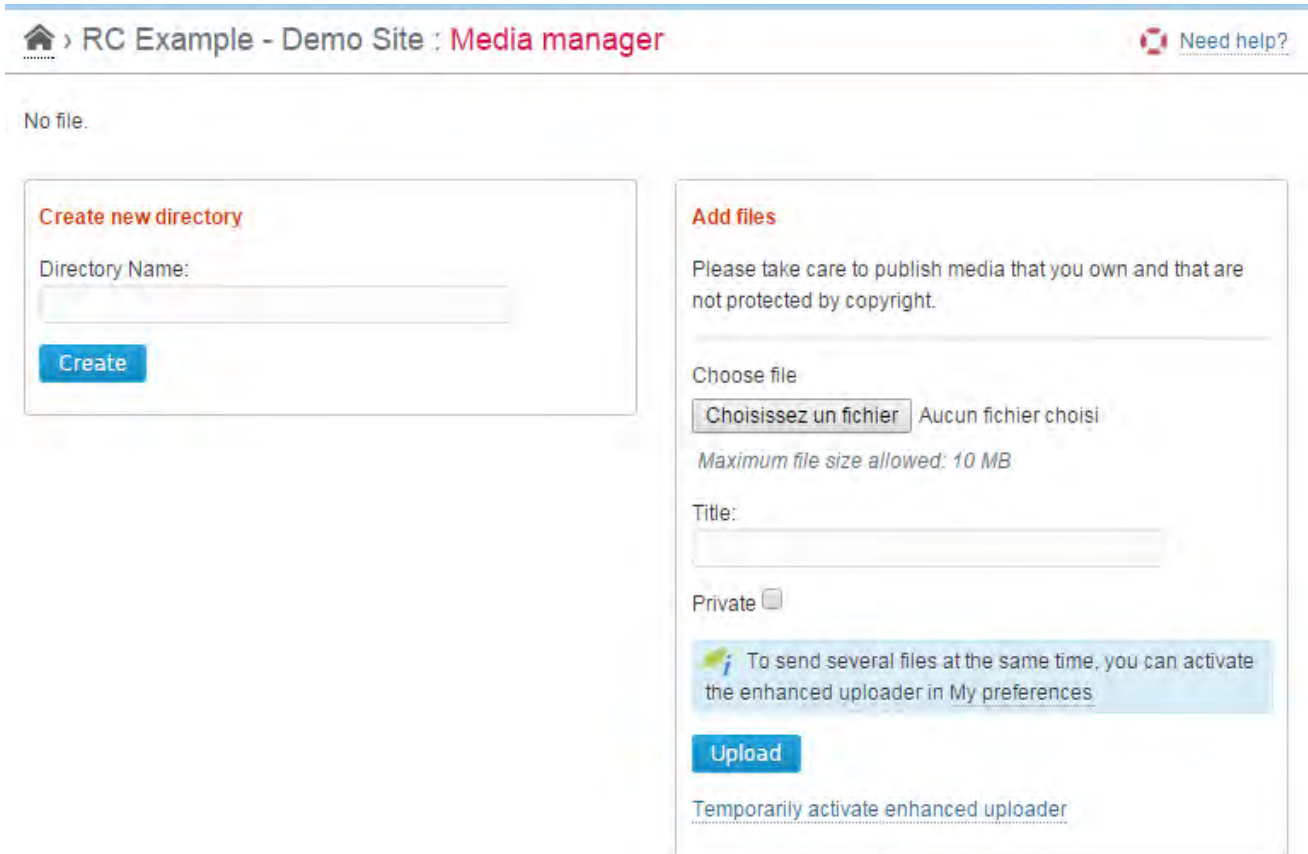 › RC Example - Demo Site : Media manager
Need help?
No file.
Create new directory
Directory Name:
Create
Add files
Please take care to publish media that you own and that are
not protected by copyright.
Choose file
Choisissez un fichier Aucun fichier choisi
Maximum file size allowed: 10 MB
Title:
Private
To send several files at the same time, you can activate
the enhanced uploader in My preferences
Upload
Temporarily activate enhanced uploader